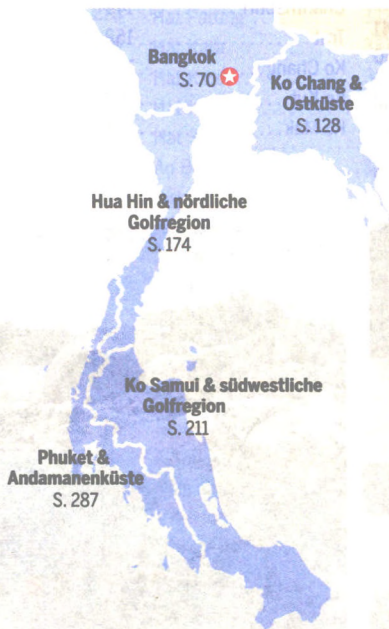 Bangkok
S. 70
Ko Chang &
Ostküste
S. 128
Hua Hin & nördliche
Golfregion
S. 174
Ko Samui & südwestliche
Golfregion
S. 211
Phuket &
Andamanenküste
S. 287